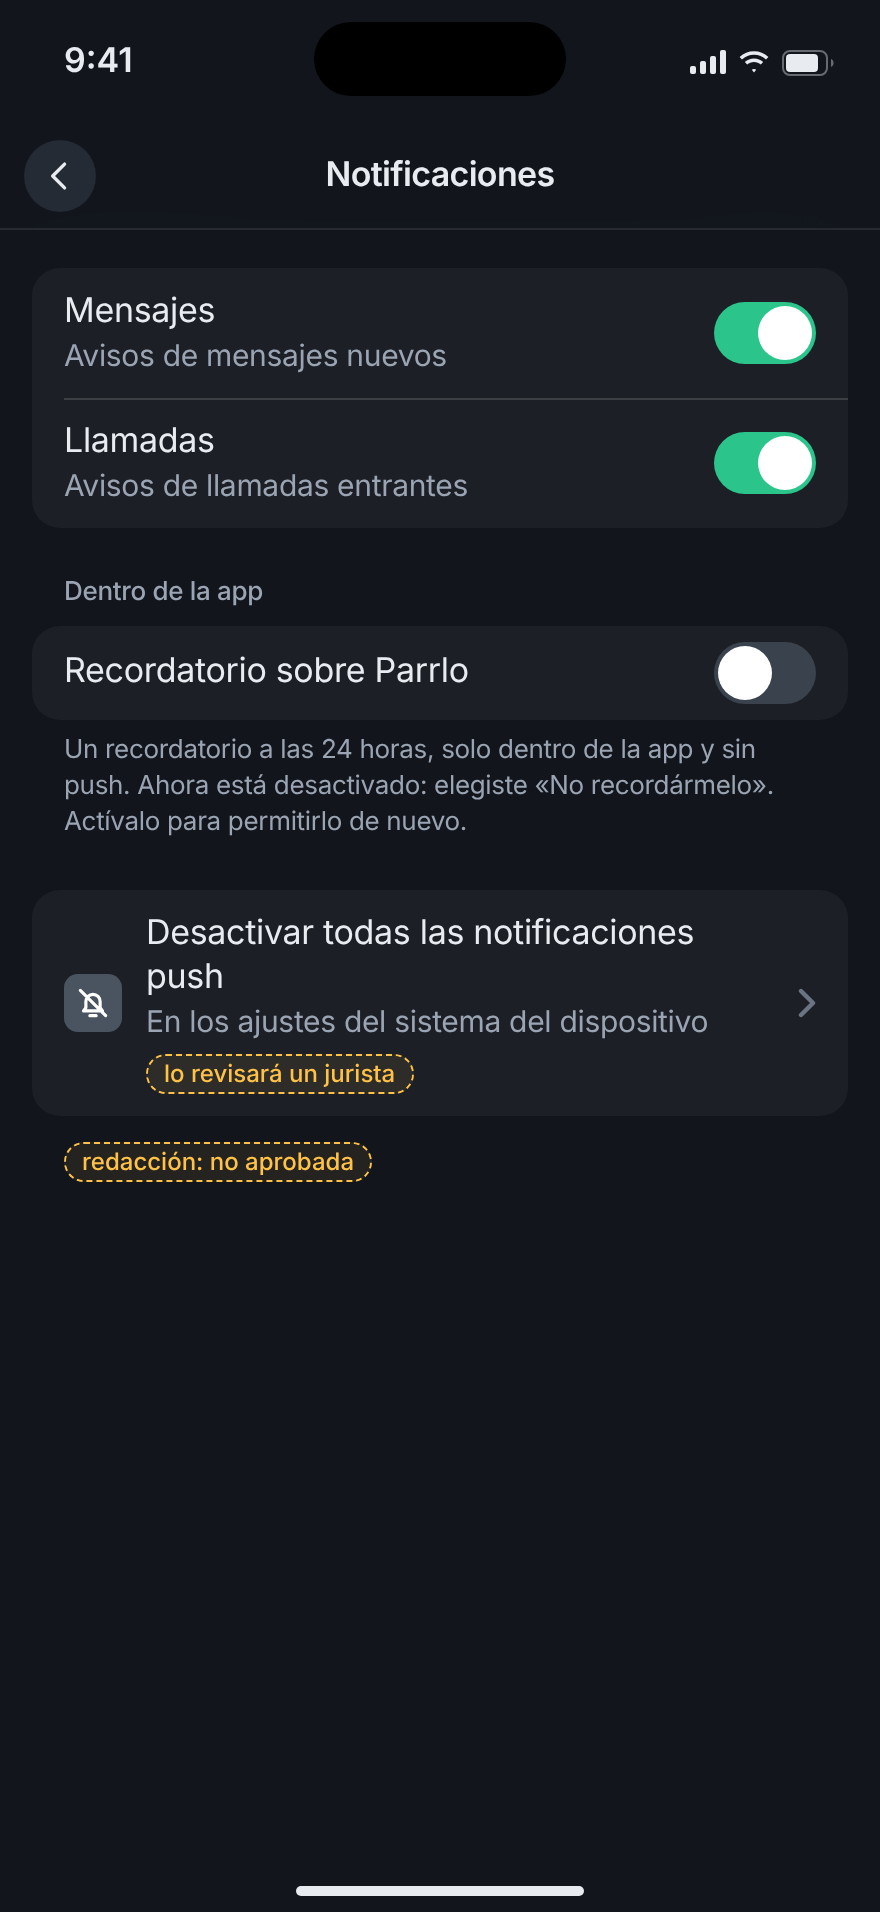 9:41
Notificaciones
Mensajes
Avisos de mensajes nuevos
Llamadas
Avisos de llamadas entrantes
Dentro de la app
Recordatorio sobre Parrlo
Un recordatorio a las 24 horas, solo dentro de la app y sin
push. Ahora está desactivado: elegiste «No recordármelo».
Actívalo para permitirlo de nuevo.
Desactivar todas las notificaciones
push
En los ajustes del sistema del dispositivo
lo revisará un jurista
redacción: no aprobada